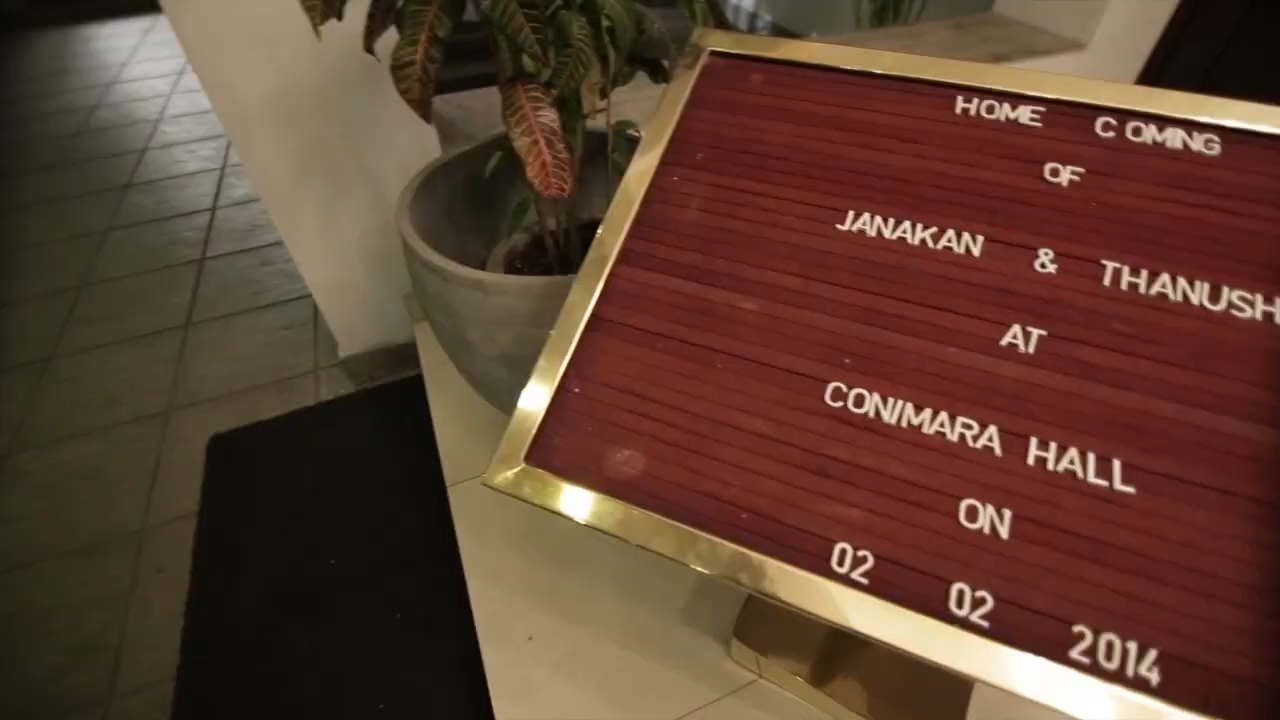 HOME COMING
OF
JANAKAN & THANUSH
AT
CONIMARA HALL
ON
02 02 2014